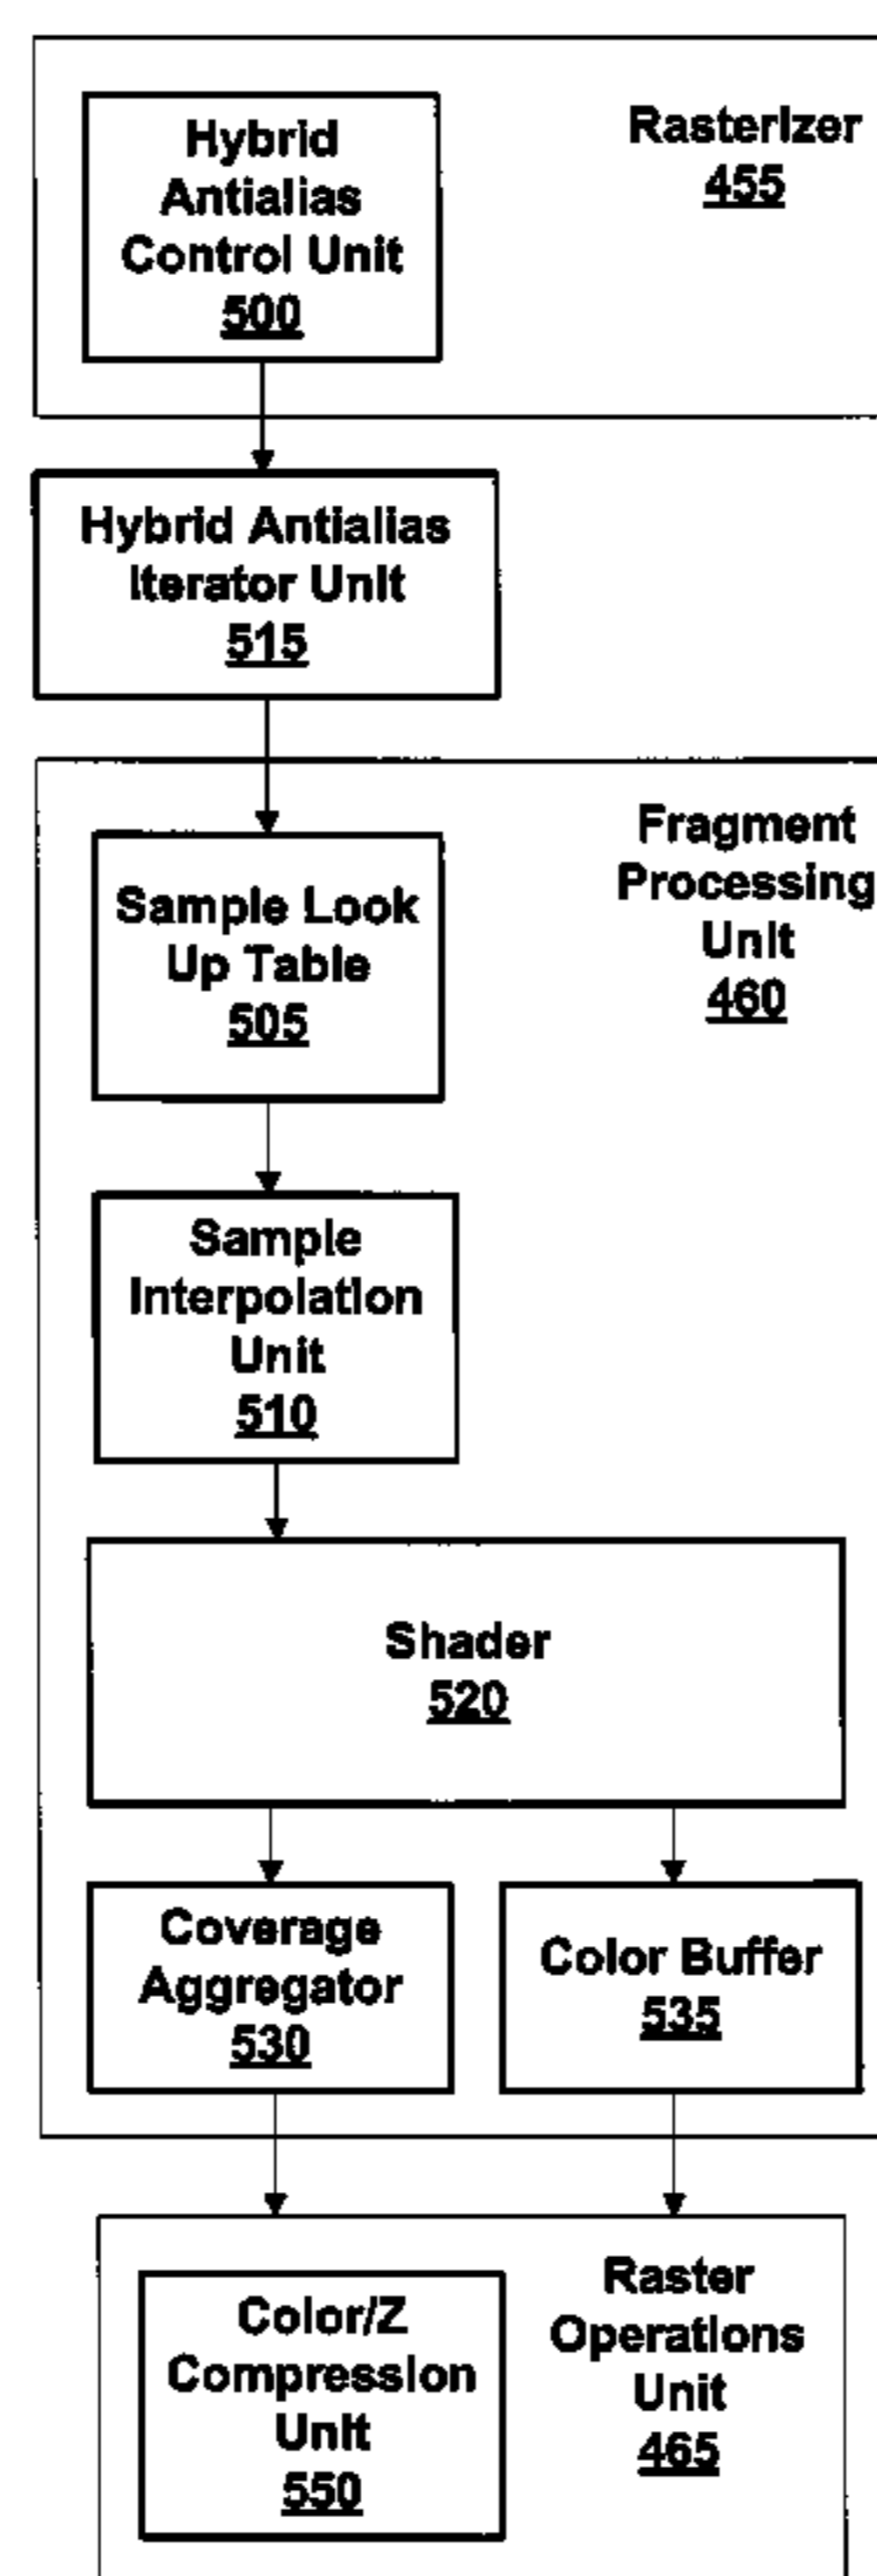 Hybrid
Antialias
Control Unit
500
Rasterizer
455
Hybrid Antialias
Iterator Unit
515
Fragment
Processing
Unit
460
Sample Look
Up Table
505
Sample
Interpolation
Unit
510
Shader
520
Coverage
Aggregator
530
Color Buffer
535
Color/Z
Compression
Unit
550
Raster
Operations
Unit
465